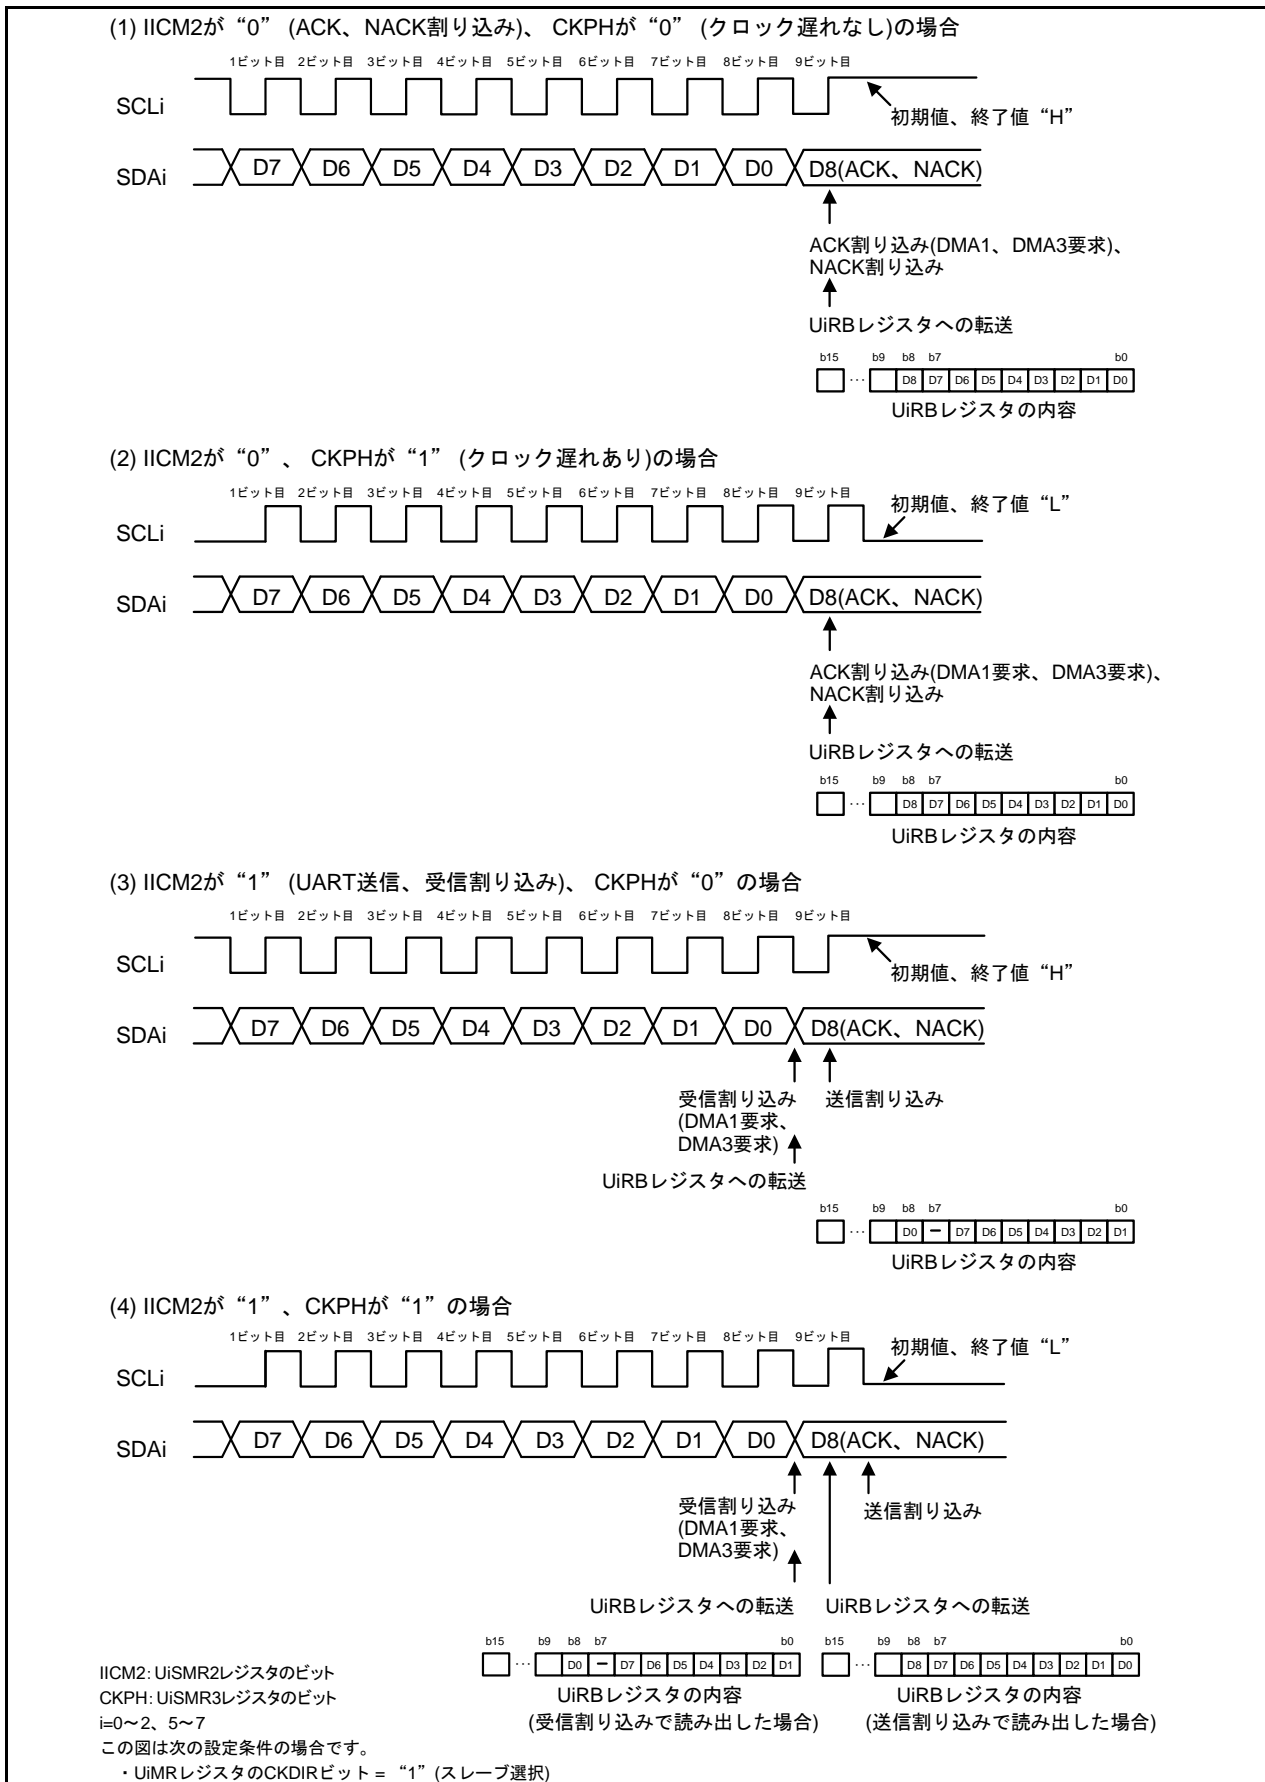 (1) IICM2が“0” (ACK、NACK割り込み)、 CKPHが“0” (クロック遅れなし)の場合
1ビット目 2ビット目 3ビット目 4ビット目 5ビット目 6ビット目 7ビット目 8ビット目 9ビット目
SCLi
初期値、終了値“H”
SDAi D7 D6 D5 D4 D3 D2 D1 D0 D8(ACK、NACK)
ACK割り込み(DMA1、DMA3要求)、
NACK割り込み
UiRBレジスタへの転送
b15 b9 b8 b7 b0
… D8 D7 D6 D5 D4 D3 D2 D1 D0
UiRBレジスタの内容
(2) IICM2が“0”、 CKPHが“1” (クロック遅れあり)の場合
1ビット目 2ビット目 3ビット目 4ビット目 5ビット目 6ビット目 7ビット目 8ビット目 9ビット目
初期値、終了値“L”
SCLi
SDAi D7 D6 D5 D4 D3 D2 D1 D0 D8(ACK、NACK)
ACK割り込み(DMA1要求、DMA3要求)、
NACK割り込み
UiRBレジスタへの転送
b15 b9 b8 b7 b0
… D8 D7 D6 D5 D4 D3 D2 D1 D0
UiRBレジスタの内容
(3) IICM2が“1” (UART送信、受信割り込み)、 CKPHが“0”の場合
1ビット目 2ビット目 3ビット目 4ビット目 5ビット目 6ビット目 7ビット目 8ビット目 9ビット目
SCLi
初期値、終了値“H”
SDAi D7 D6 D5 D4 D3 D2 D1 D0 D8(ACK、NACK)
受信割り込み 送信割り込み
(DMA1要求、
DMA3要求)
UiRBレジスタへの転送
b15 b9 b8 b7 b0
… D0 − D7 D6 D5 D4 D3 D2 D1
UiRBレジスタの内容
(4) IICM2が“1”、CKPHが“1”の場合
1ビット目 2ビット目 3ビット目 4ビット目 5ビット目 6ビット目 7ビット目 8ビット目 9ビット目
初期値、終了値“L”
SCLi
SDAi D7 D6 D5 D4 D3 D2 D1 D0 D8(ACK、NACK)
受信割り込み 送信割り込み
(DMA1要求、
DMA3要求)
UiRBレジスタへの転送 UiRBレジスタへの転送
b15 b9 b8 b7 b0 b15 b9 b8 b7 b0
… D0 − D7 D6 D5 D4 D3 D2 D1 … D8 D7 D6 D5 D4 D3 D2 D1 D0
UiRBレジスタの内容 UiRBレジスタの内容
(受信割り込みで読み出した場合) (送信割り込みで読み出した場合)
IICM2: UiSMR2レジスタのビット
CKPH: UiSMR3レジスタのビット
i=0～2、5～7
この図は次の設定条件の場合です。
・UiMRレジスタのCKDIRビット = “1”(スレーブ選択)